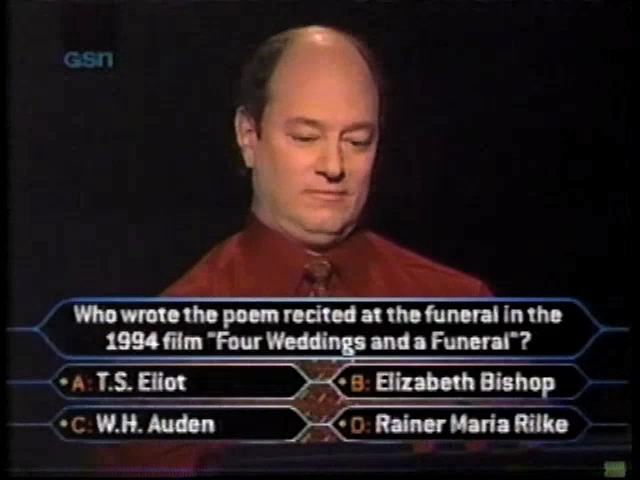 GSN
Who wrote the poem recited at the funeral in the
1994 film "Four Weddings and a Funeral"?
A: T.S. Eliot
B: Elizabeth Bishop
C: W.H. Auden
D: Rainer Maria Rilke